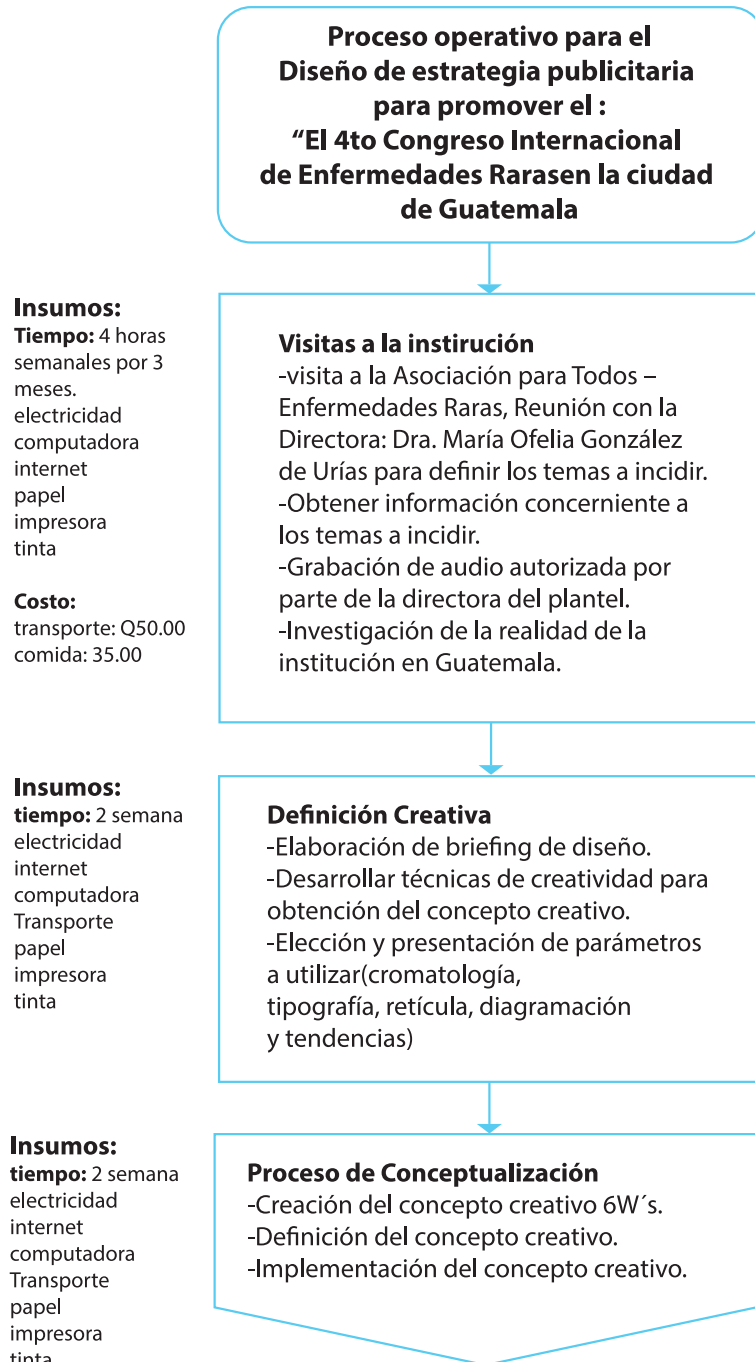 Proceso operativo para el
Diseño de estrategia publicitaria
para promover el :
“El 4to Congreso Internacional
de Enfermedades Rarasen la ciudad
de Guatemala
Insumos:
Tiempo: 4 horas
semanales por 3
meses.
electricidad
computadora
internet
papel
impresora
tinta
Costo:
transporte: Q50.00
comida: 35.00
Visitas a la instirución
-visita a la Asociación para Todos –
Enfermedades Raras, Reunión con la
Directora: Dra. María Ofelia González
de Urías para definir los temas a incidir.
-Obtener información concerniente a
los temas a incidir.
-Grabación de audio autorizada por
parte de la directora del plantel.
-Investigación de la realidad de la
institución en Guatemala.
Insumos:
tiempo: 2 semana
electricidad
internet
computadora
Transporte
papel
impresora
tinta
Definición Creativa
-Elaboración de briefing de diseño.
-Desarrollar técnicas de creatividad para
obtención del concepto creativo.
-Elección y presentación de parámetros
a utilizar(cromatología,
tipografía, retícula, diagramación
y tendencias)
Insumos:
tiempo: 2 semana
electricidad
internet
computadora
Transporte
papel
impresora
tinta
Proceso de Conceptualización
-Creación del concepto creativo 6W´s.
-Definición del concepto creativo.
-Implementación del concepto creativo.